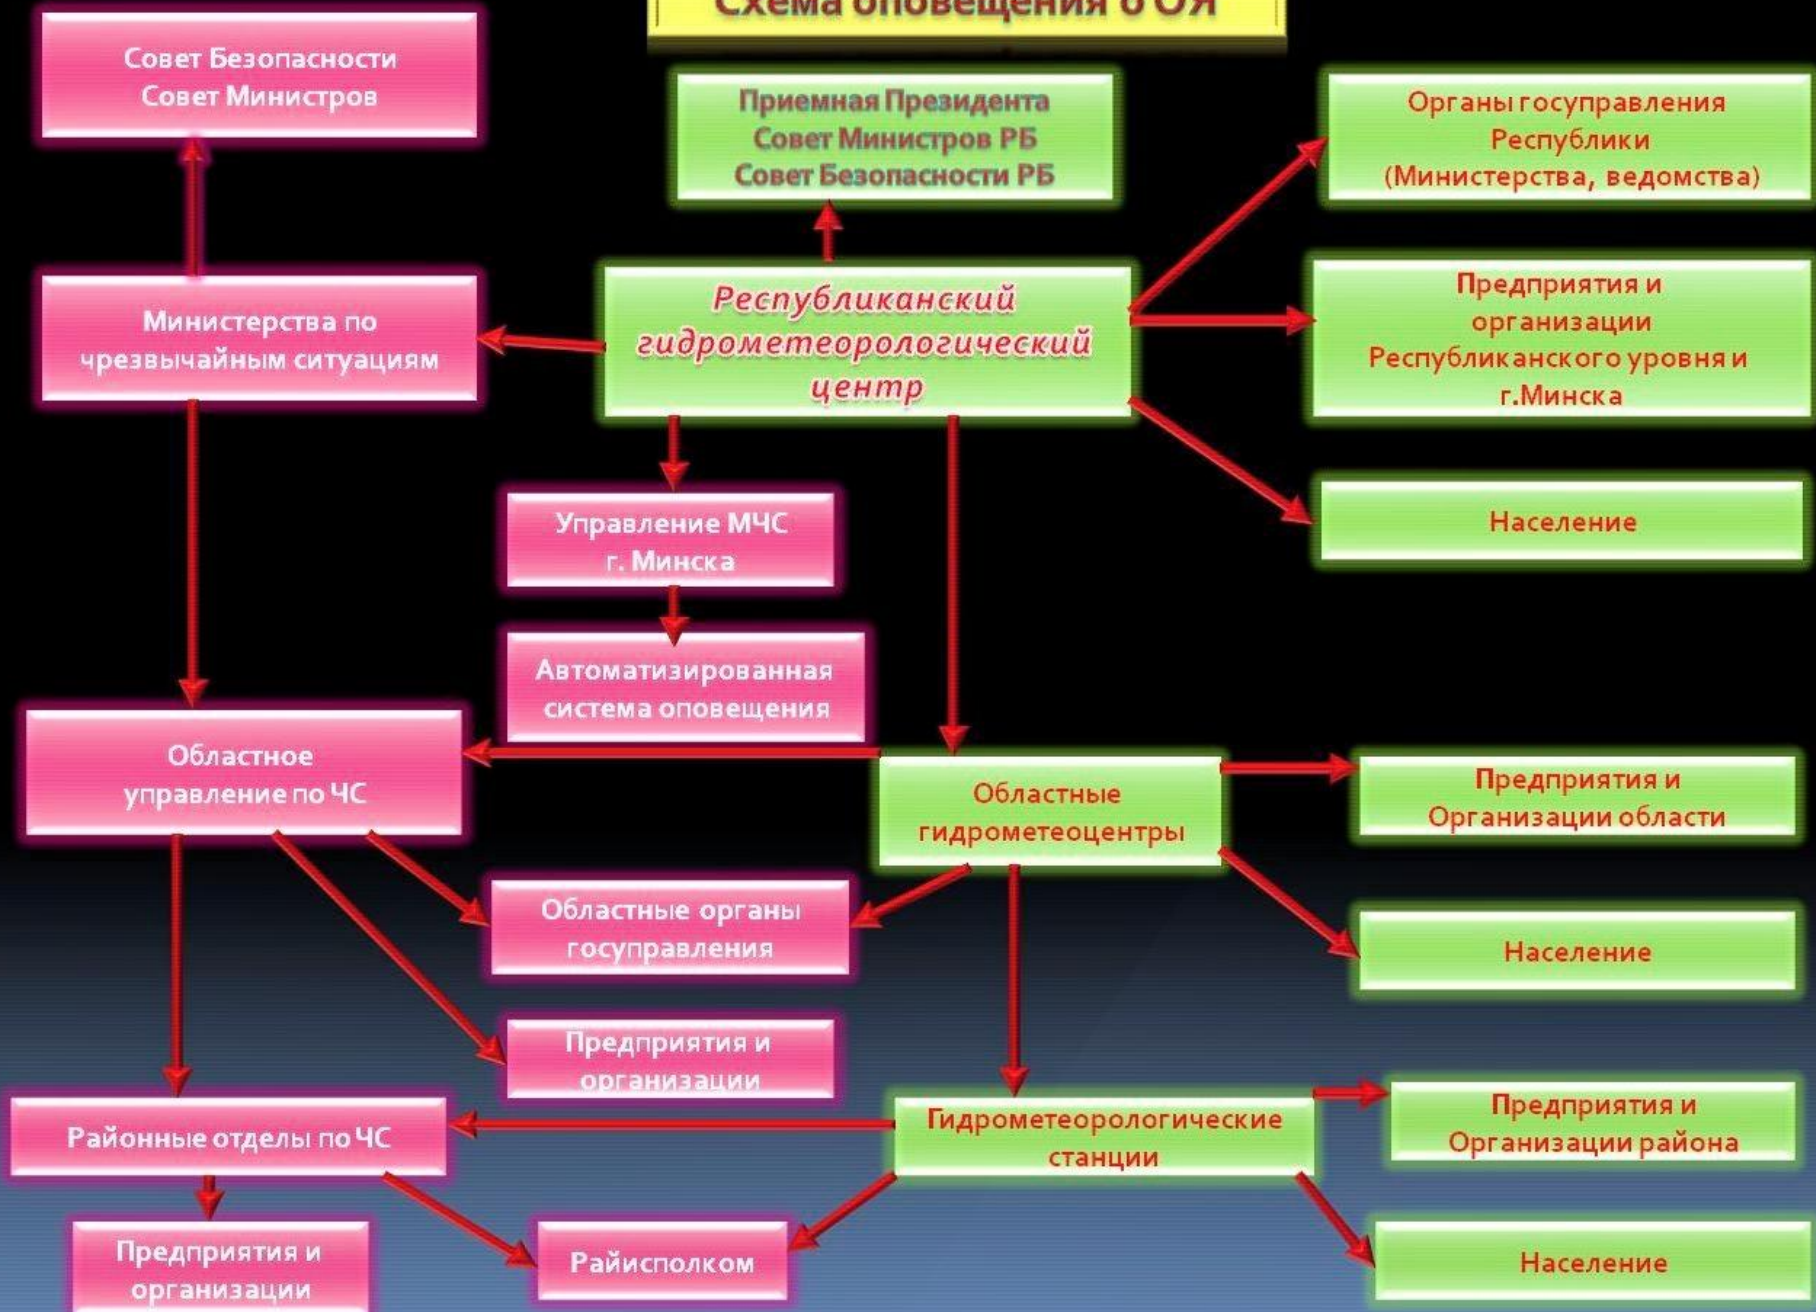 Схема оповещения о ОЯ
Совет Безопасности
Совет Министров
Приемная Президента
Совет Министров РБ
Совет Безопасности РБ
Органы госуправления
Республики
(Министерства, ведомства)
Министерства по
чрезвычайным ситуациям
Республиканский
гидрометеорологический
центр
Предприятия и
организации
Республиканского уровня и
г.Минска
Управление МЧС
г. Минска
Население
Автоматизированная
система оповещения
Областное
управление по ЧС
Областные
гидрометеоцентры
Предприятия и
Организации области
Областные органы
госуправления
Население
Предприятия и
организации
Районные отделы по ЧС
Гидрометеорологические
станции
Предприятия и
Организации района
Предприятия и
организации
Райисполком
Население